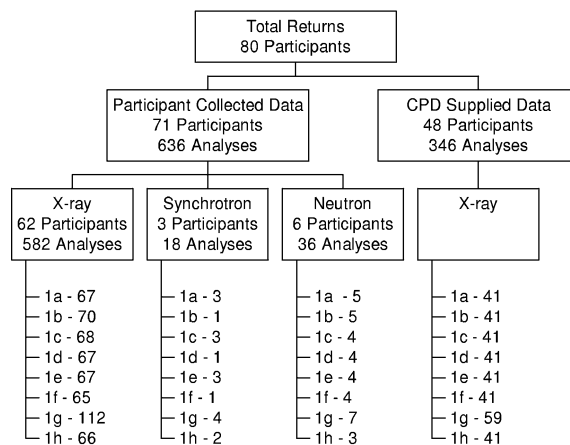 Total Returns
80 Participants
Participant Collected Data
71 Participants
636 Analyses
CPD Supplied Data
48 Participants
346 Analyses
X-ray
62 Participants
582 Analyses
Synchrotron
3 Participants
18 Analyses
Neutron
6 Participants
36 Analyses
X-ray
1a - 67
1b - 70
1c - 68
1d - 67
1e - 67
1f - 65
1g - 112
1h - 66
1a - 3
1b - 1
1c - 3
1d - 1
1e - 3
1f - 1
1g - 4
1h - 2
1a - 5
1b - 5
1c - 4
1d - 4
1e - 4
1f - 4
1g - 7
1h - 3
1a - 41
1b - 41
1c - 41
1d - 41
1e - 41
1f - 41
1g - 59
1h - 41